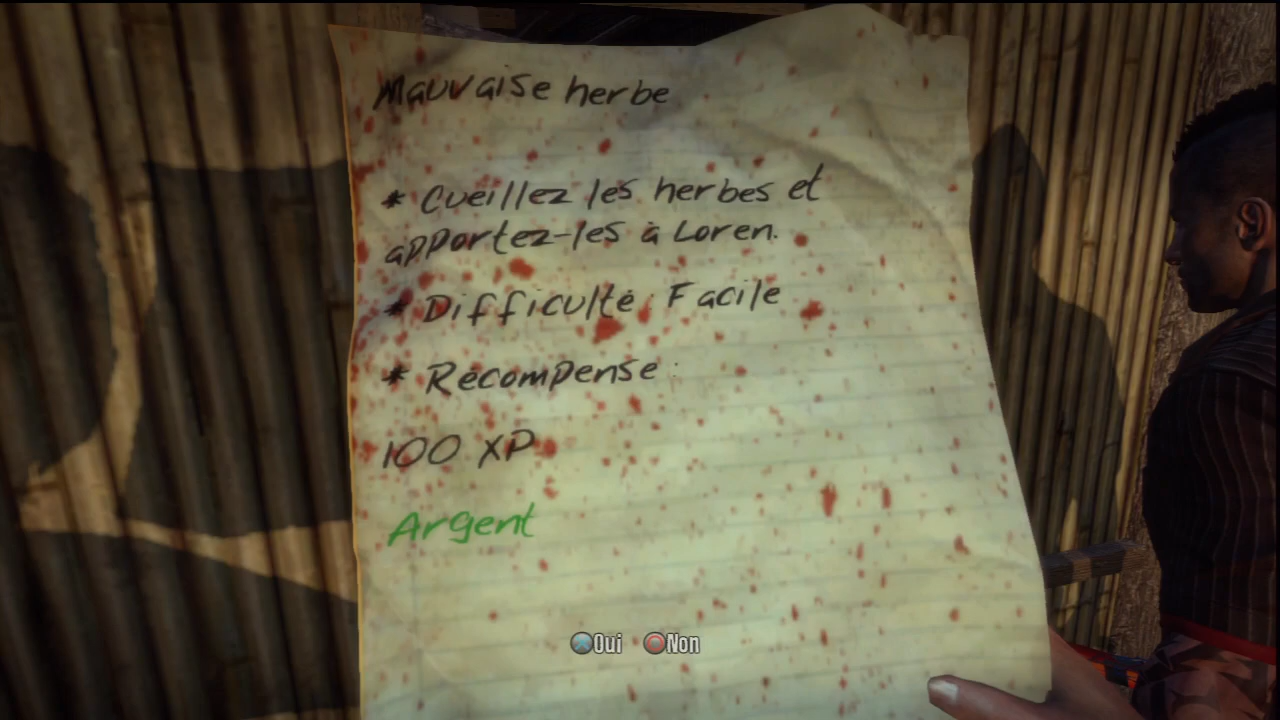 Mauvaise herbe
* Cueillez les herbes et
apportez-les à Loren.
* Difficulté : Facile
* Récompense :
100 XP
Argent
Oui Non